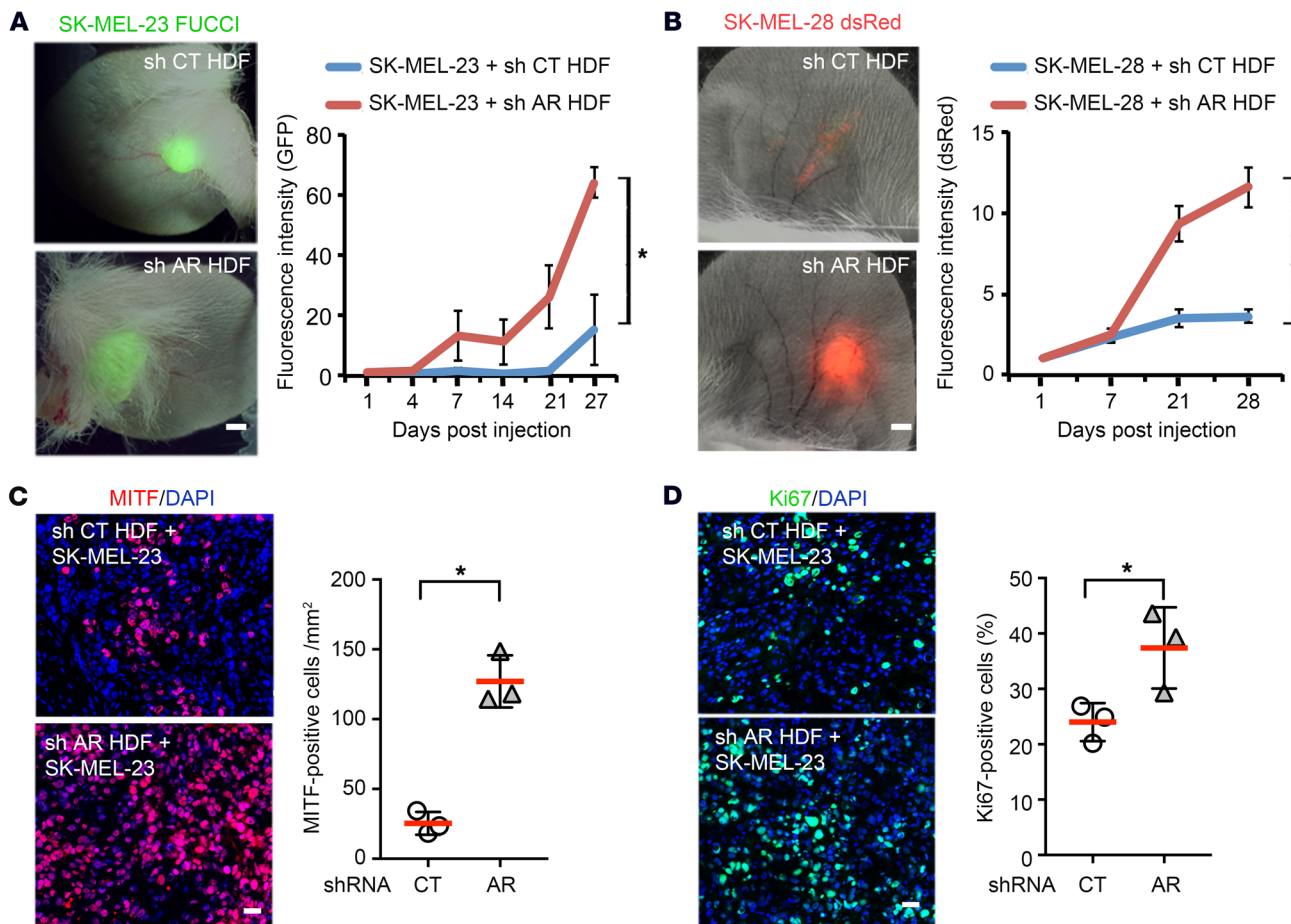 A
SK-MEL-23 FUCCI
sh CT HDF
sh AR HDF
SK-MEL-23 + sh CT HDF
SK-MEL-23 + sh AR HDF
Fluorescence intensity (GFP)
80
60
40
20
0
1 4 7 14 21 27
Days post injection
*
B
SK-MEL-28 dsRed
sh CT HDF
sh AR HDF
SK-MEL-28 + sh CT HDF
SK-MEL-28 + sh AR HDF
Fluorescence intensity (dsRed)
15
10
5
0
1 7 21 28
Days post injection
C
MITF/DAPI
sh CT HDF +
SK-MEL-23
sh AR HDF +
SK-MEL-23
MITF-positive cells /mm²
200
150
100
50
0
*
shRNA CT AR
D
Ki67/DAPI
sh CT HDF +
SK-MEL-23
sh AR HDF +
SK-MEL-23
Ki67-positive cells (%)
50
40
30
20
10
0
*
shRNA CT AR